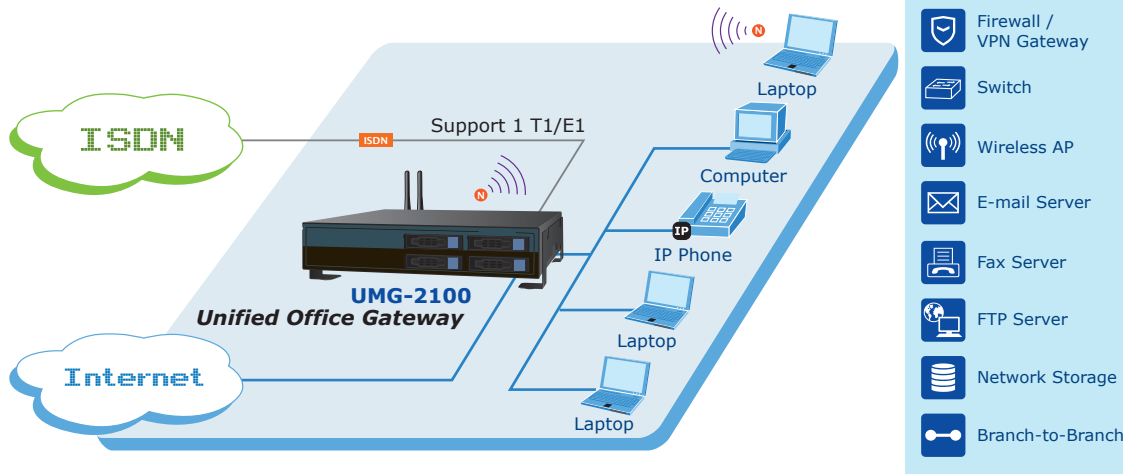 N
Laptop
ISDN
ISDN
Support 1 T1/E1
N
Computer
IP
IP Phone
UMG-2100
Unified Office Gateway
Laptop
Internet
Laptop
Firewall /
VPN Gateway
Switch
Wireless AP
E-mail Server
Fax Server
FTP Server
Network Storage
Branch-to-Branch